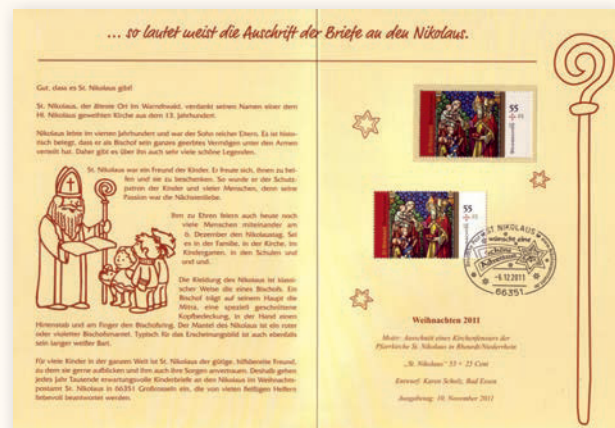 ... so lautet meist die Anschrift der Briefe an den Nikolaus.
Gut, dass es St. Nikolaus gibt!
St. Nikolaus, der älteste Ort im Warndtwald, verdankt seinen Namen einer dem
Hl. Nikolaus geweihten Kirche aus dem 13. Jahrhundert.
Nikolaus lebte im vierten Jahrhundert und war der Sohn reicher Eltern. Es ist histo-
risch belegt, dass er als Bischof sein ganzes geerbtes Vermögen unter den Armen
verteilt hat. Daher gibt es über ihn auch sehr viele schöne Legenden.
St. Nikolaus war ein Freund der Kinder. Er freute sich, ihnen zu hel-
fen und sie zu beschenken. So wurde er der Schutz-
patron der Kinder und vieler Menschen, denn seine
Passion war die Nächstenliebe.
Ihm zu Ehren feiern auch heute noch
viele Menschen miteinander am
6. Dezember den Nikolaustag. Sei
es in der Familie, in der Kirche, im
Kindergarten, in den Schulen und
und und.
Die Kleidung des Nikolaus ist klassi-
scher Weise die eines Bischofs. Ein
Bischof trägt auf seinem Haupt die
Mitra, eine speziell geschnittene
Kopfbedeckung, in der Hand einen
Hirtenstab und am Finger den Bischofsring. Der Mantel des Nikolaus ist ein roter
oder violetter Bischofsmantel. Typisch für das Erscheinungsbild ist auch ebenfalls
sein langer weißer Bart.
Für viele Kinder in der ganzen Welt ist St. Nikolaus der gütige, hilfsbereite Freund,
zu dem sie gerne aufblicken und ihm auch ihre Sorgen anvertrauen. Deshalb gehen
jedes Jahr Tausende erwartungsvolle Kinderbriefe an den Nikolaus im Weihnachts-
postamt St. Nikolaus in 66351 Großrosseln ein, die von vielen fleißigen Helfern
liebevoll beantwortet werden.
55
55
ST. NIKOLAUS
wünscht eine
schöne
Adventszeit
-6.12.2011
66351
Weihnachten 2011
Motiv: Ausschnitt eines Kirchenfensters der
Pfarrkirche St. Nikolaus in Rheurdt/Niederrhein
„St. Nikolaus" 55 + 25 Cent
Entwurf: Karen Scholz, Bad Essen
Ausgabetag: 10. November 2011